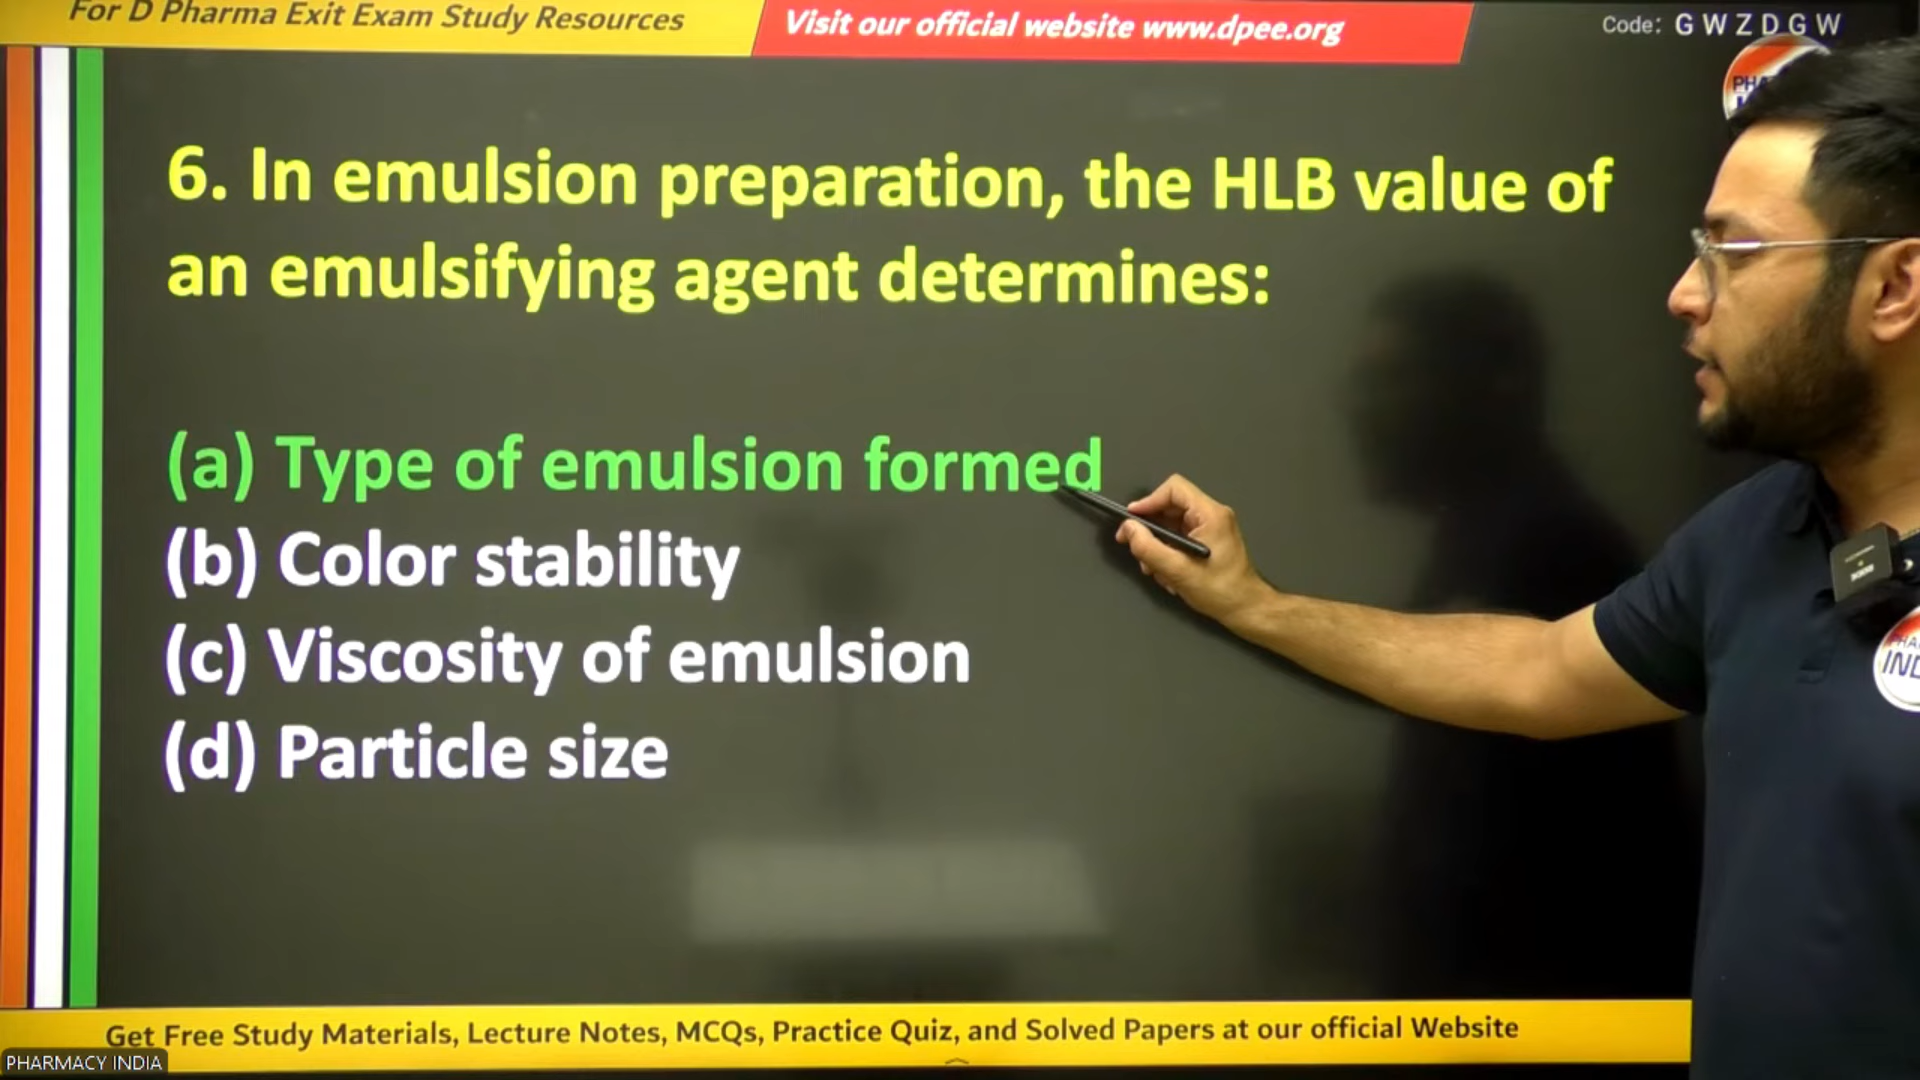 For D Pharma Exit Exam Study Resources
Visit our official website www.dpee.org
Code: G W Z D G W
6. In emulsion preparation, the HLB value of
an emulsifying agent determines:
(a) Type of emulsion formed
(b) Color stability
(c) Viscosity of emulsion
(d) Particle size
Get Free Study Materials, Lecture Notes, MCQs, Practice Quiz, and Solved Papers at our official Website
PHARMACY INDIA